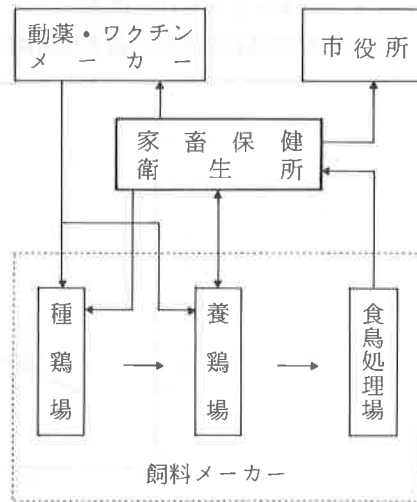 動薬・ワクチン
メーカー
市役所
家畜保健
衛生所
種鶏場
養鶏場
食鳥処理場
飼料メーカー